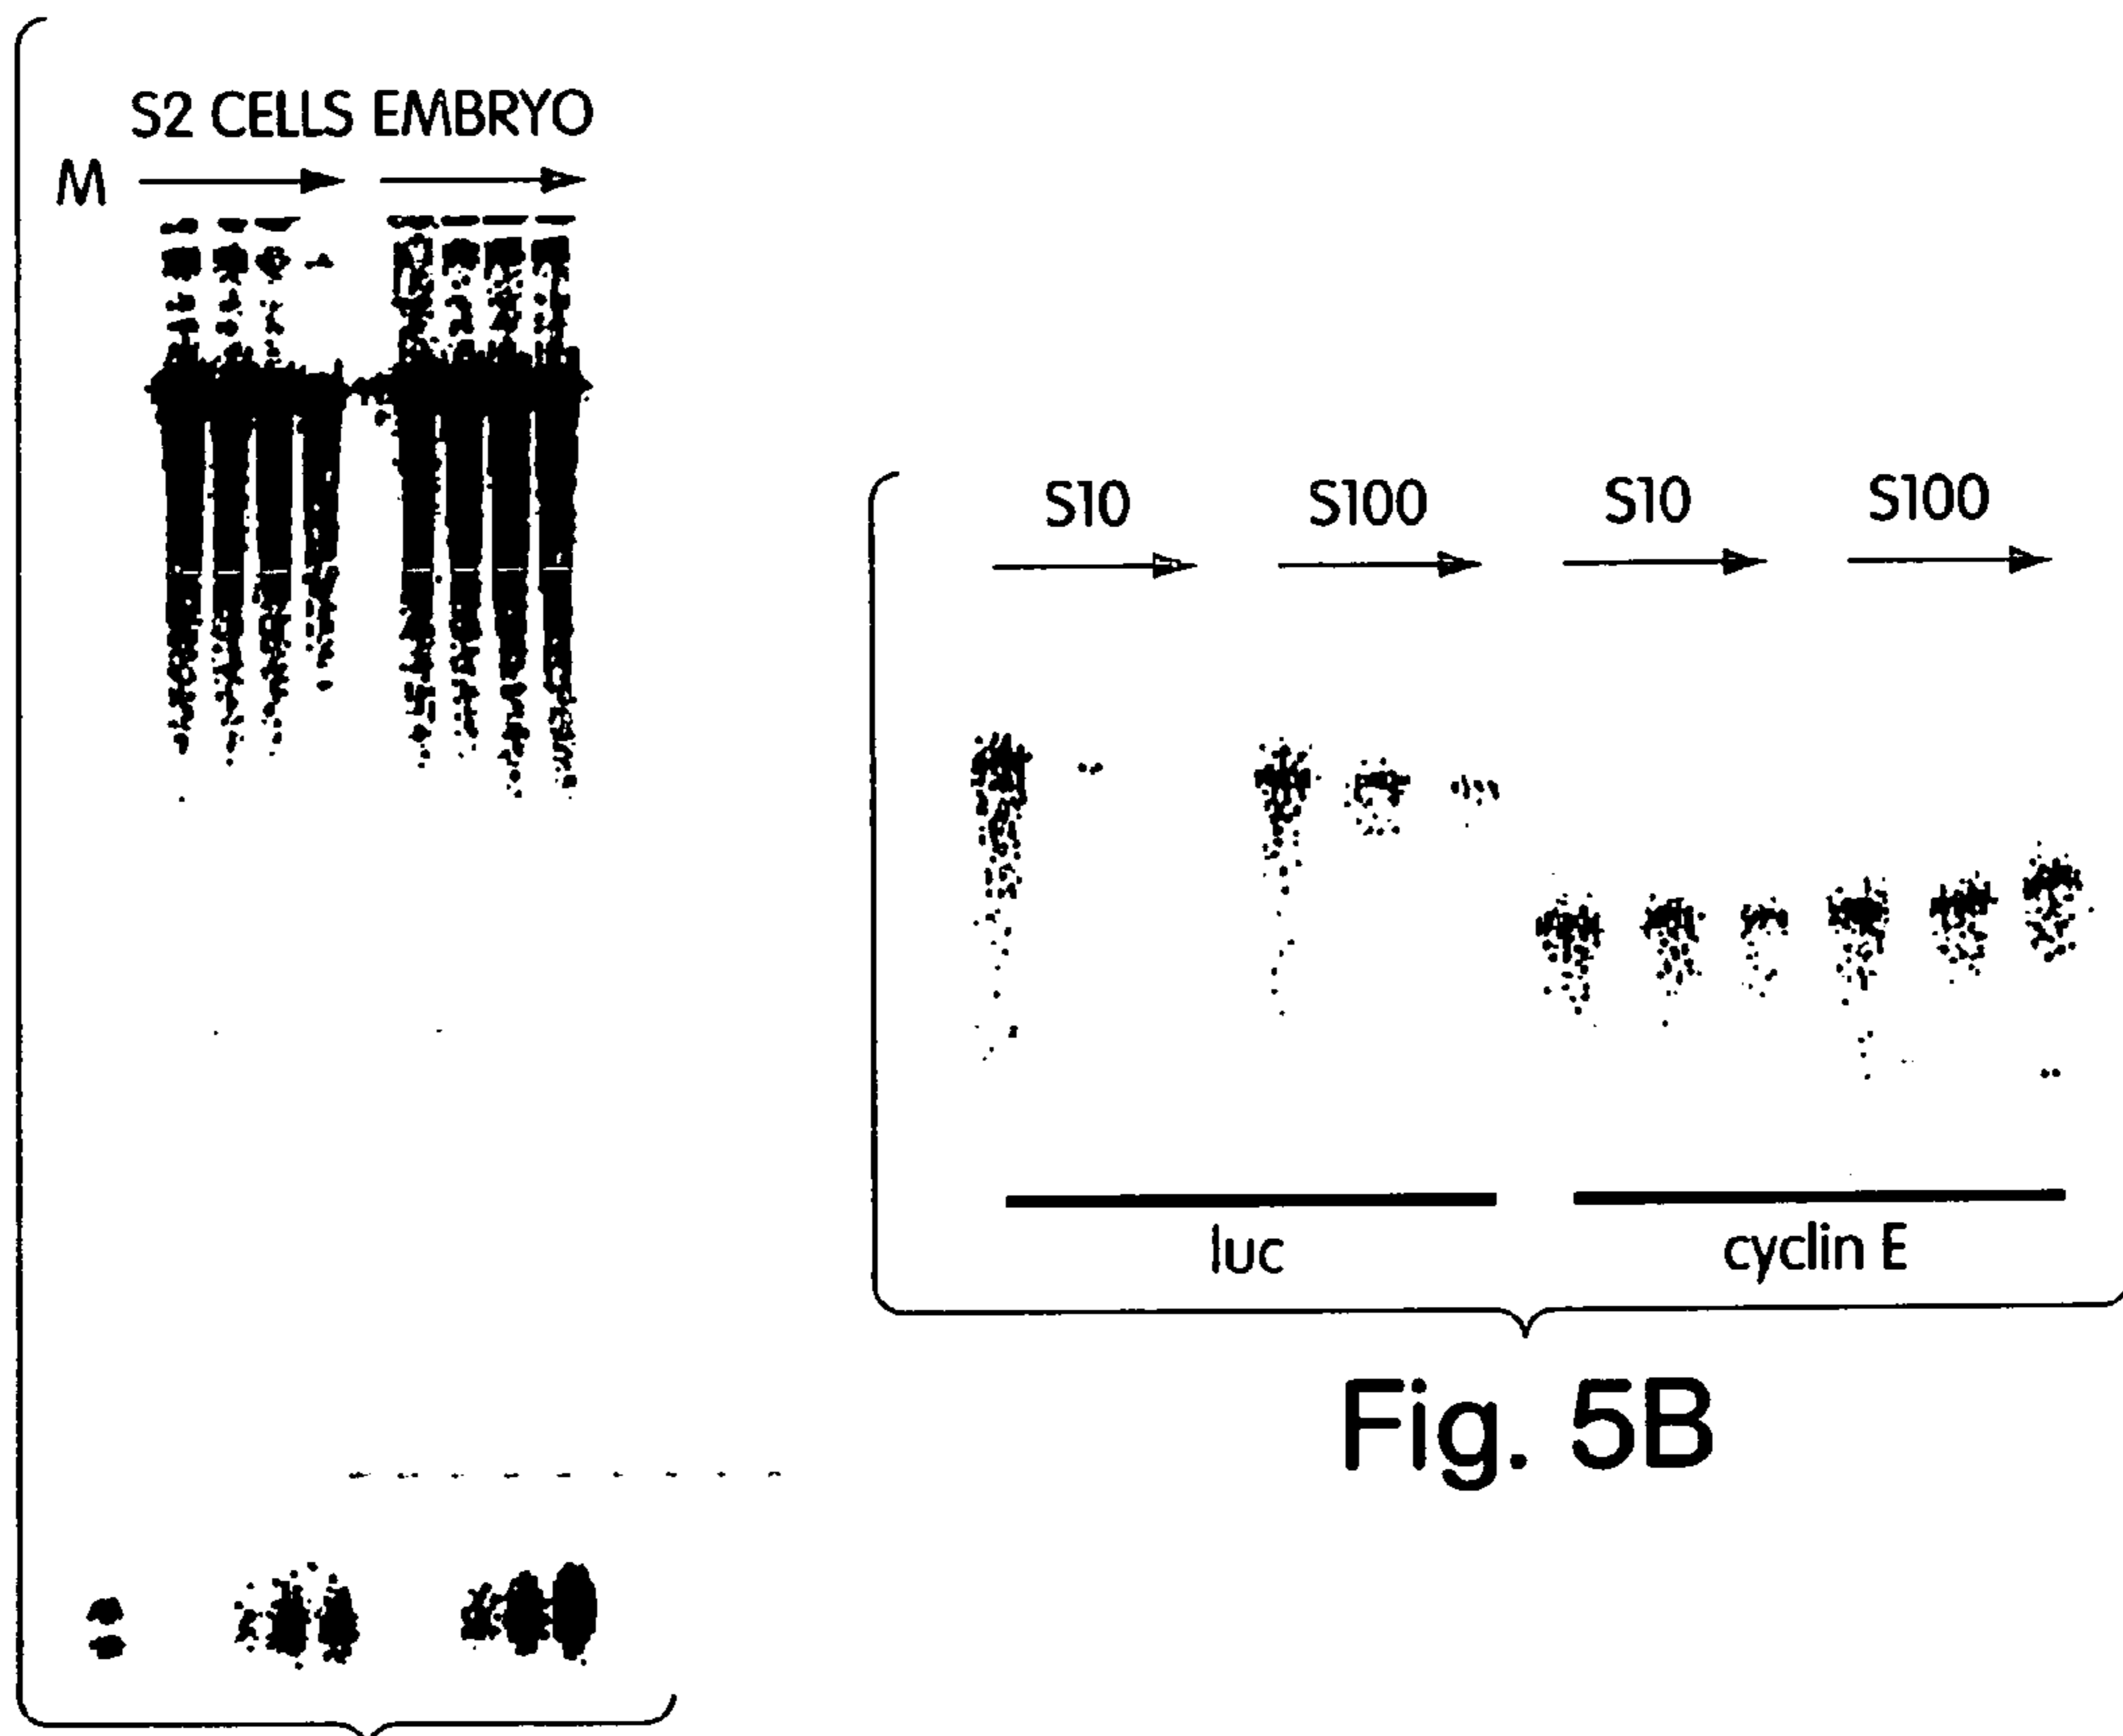 S2 CELLS EMBRYO
M
S10 S100 S10 S100
luc cyclin E
Fig. 5B